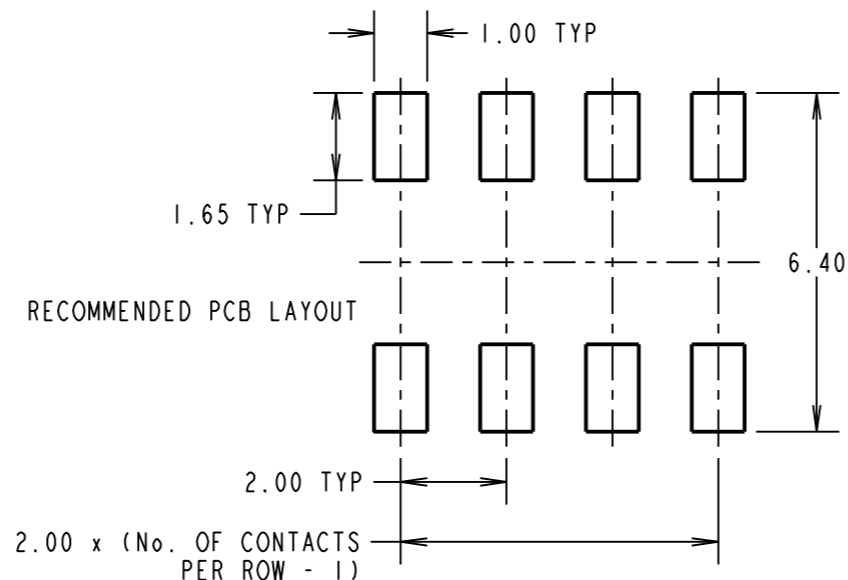 1.00 TYP
1.65 TYP
6.40
RECOMMENDED PCB LAYOUT
2.00 TYP
2.00 x (No. OF CONTACTS
PER ROW - 1)